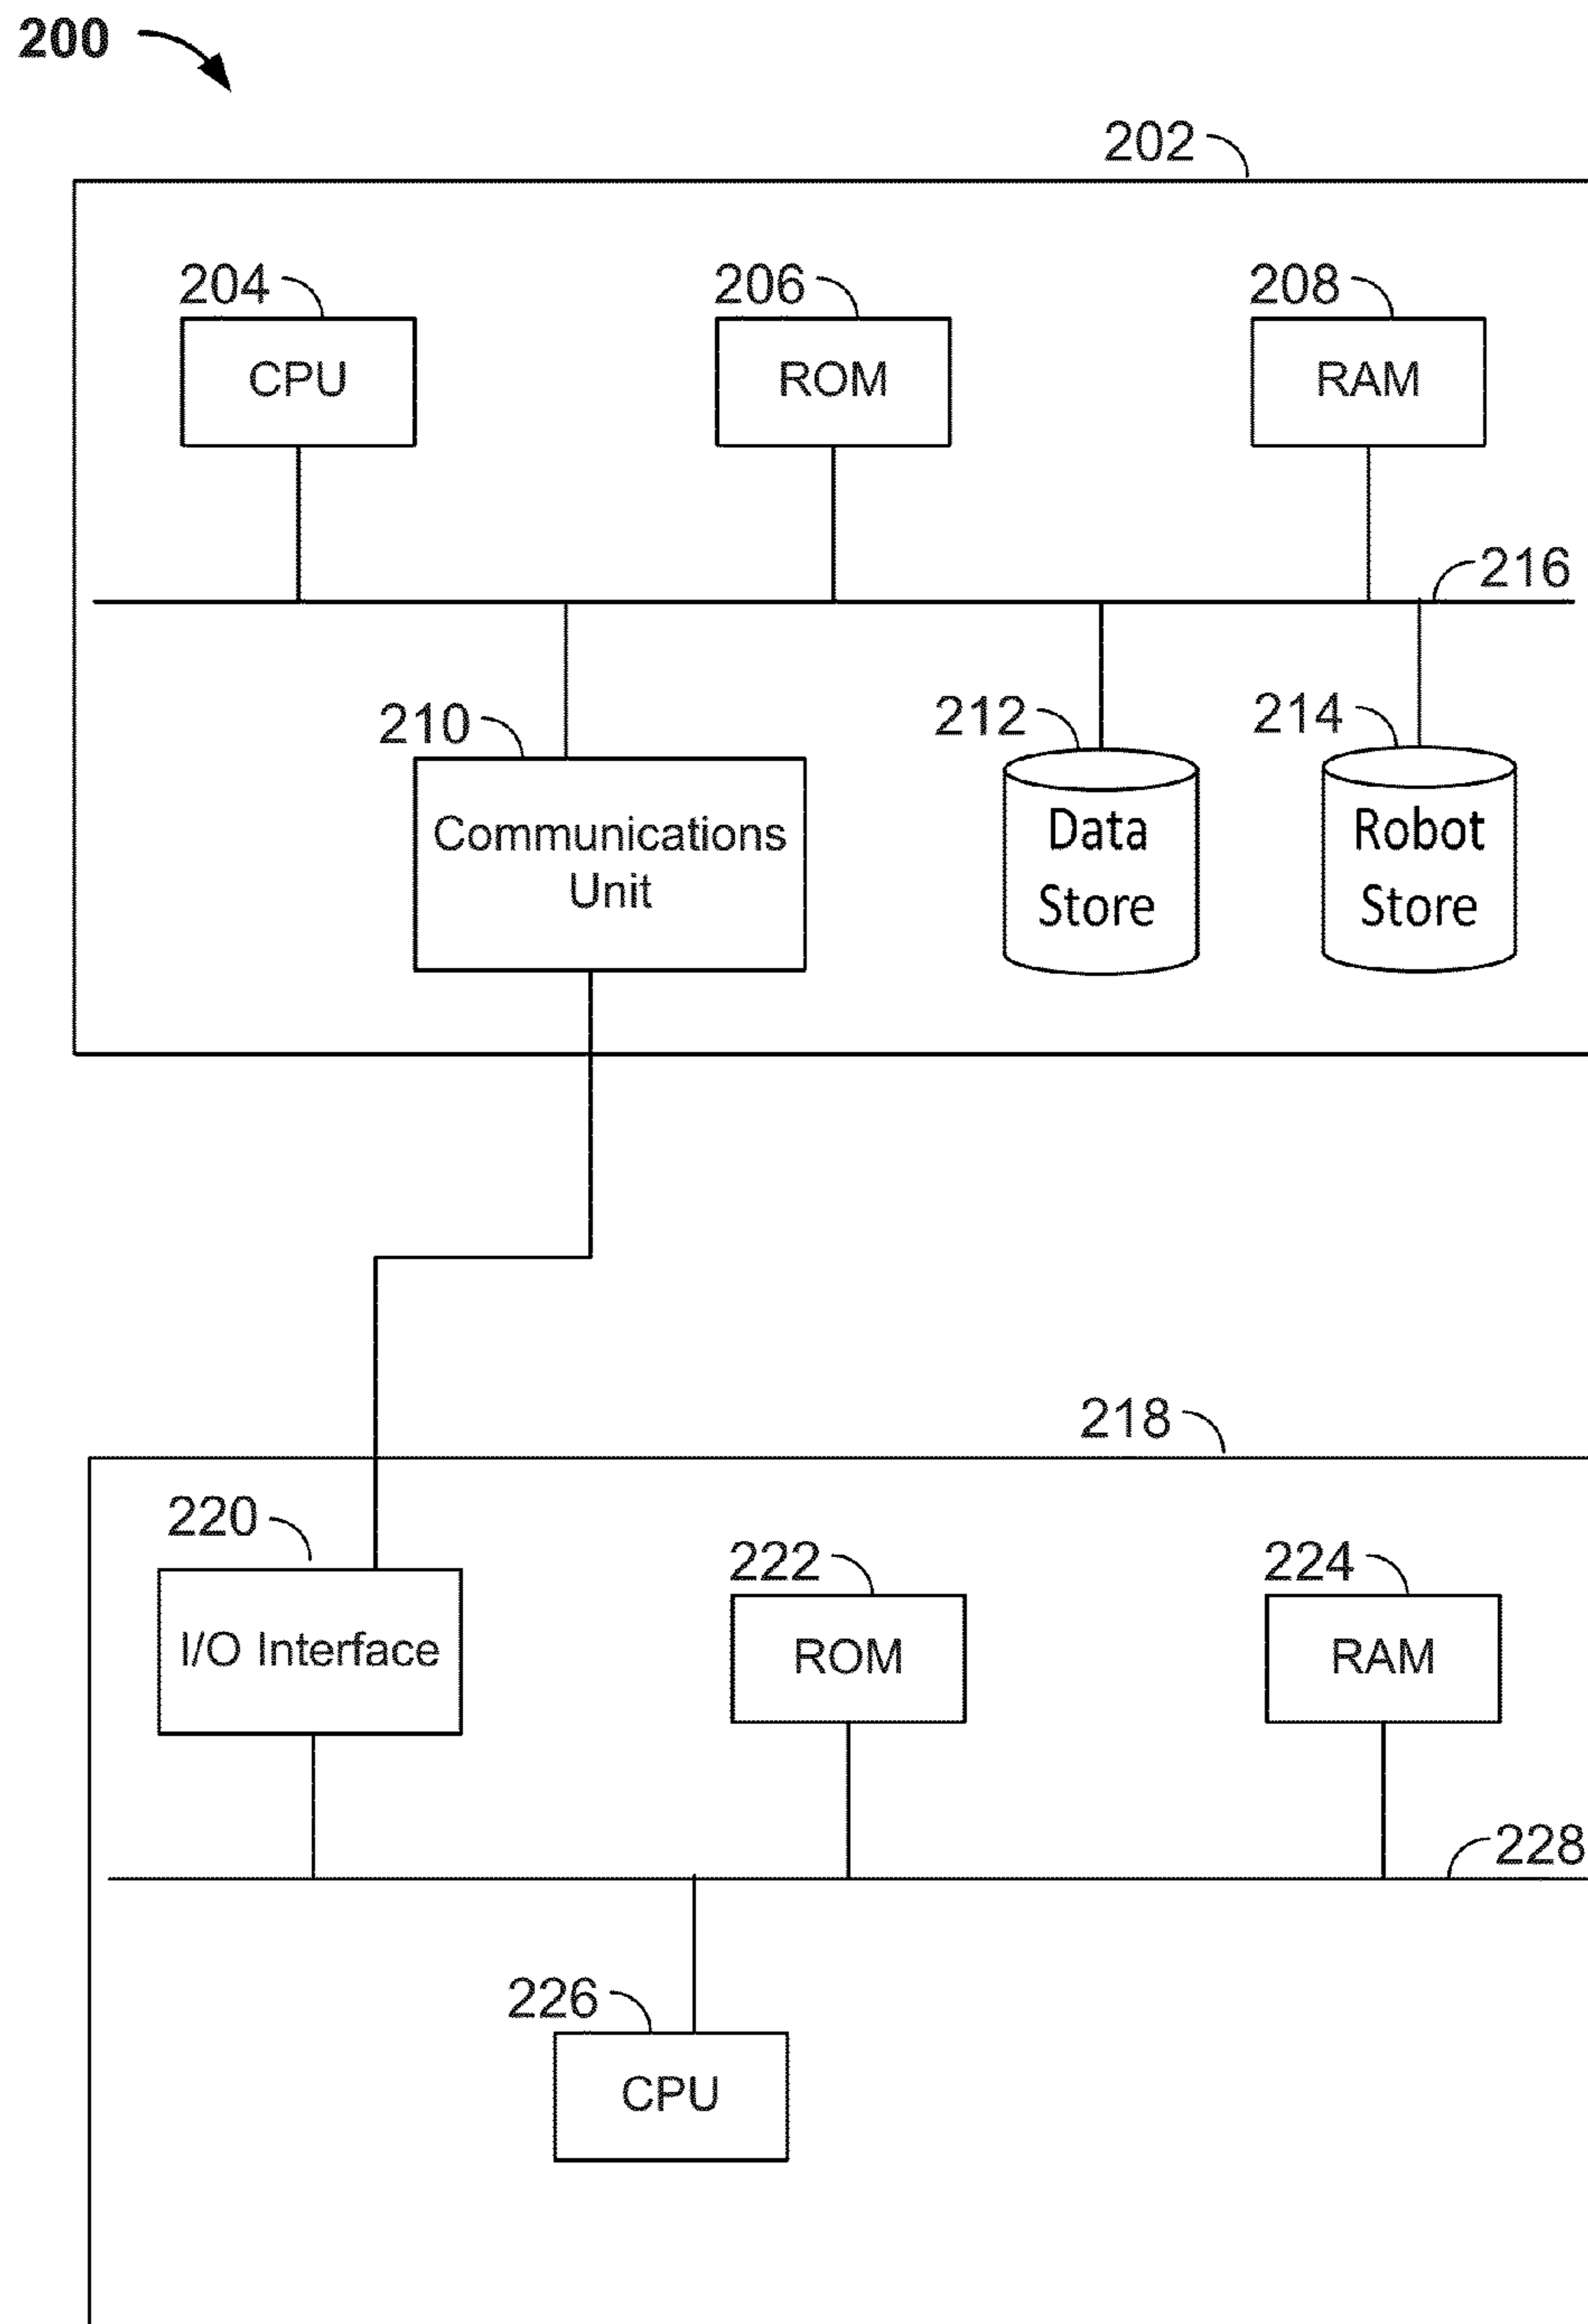 200
202
204
206
208
CPU
ROM
RAM
216
210
212
214
Communications
Unit
Data
Store
Robot
Store
218
220
222
224
I/O Interface
ROM
RAM
228
226
CPU